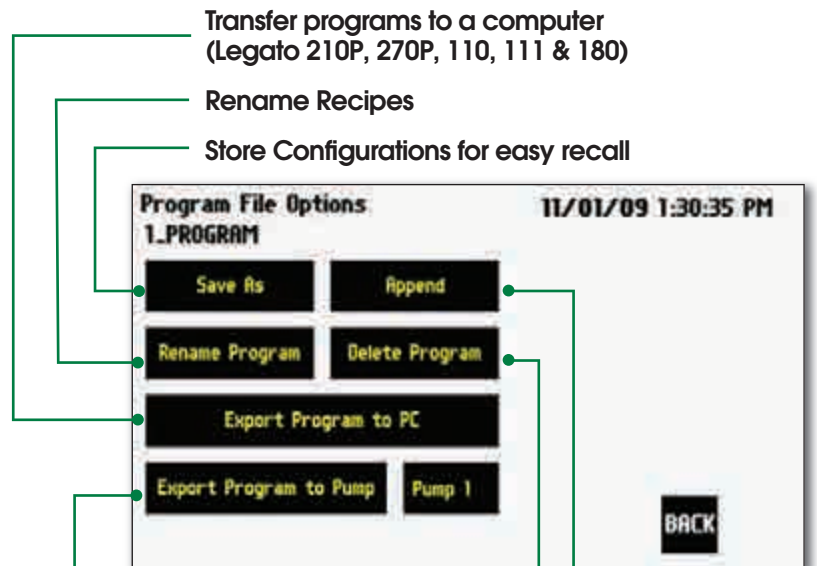 Transfer programs to a computer
(Legato 210P, 270P, 110, 111 & 180)
Rename Recipes
Store Configurations for easy recall
Program File Options 11/01/09 1:30:35 PM
1_PROGRAM
Save As Append
Rename Program Delete Program
Export Program to PC
Export Program to Pump Pump 1
BACK